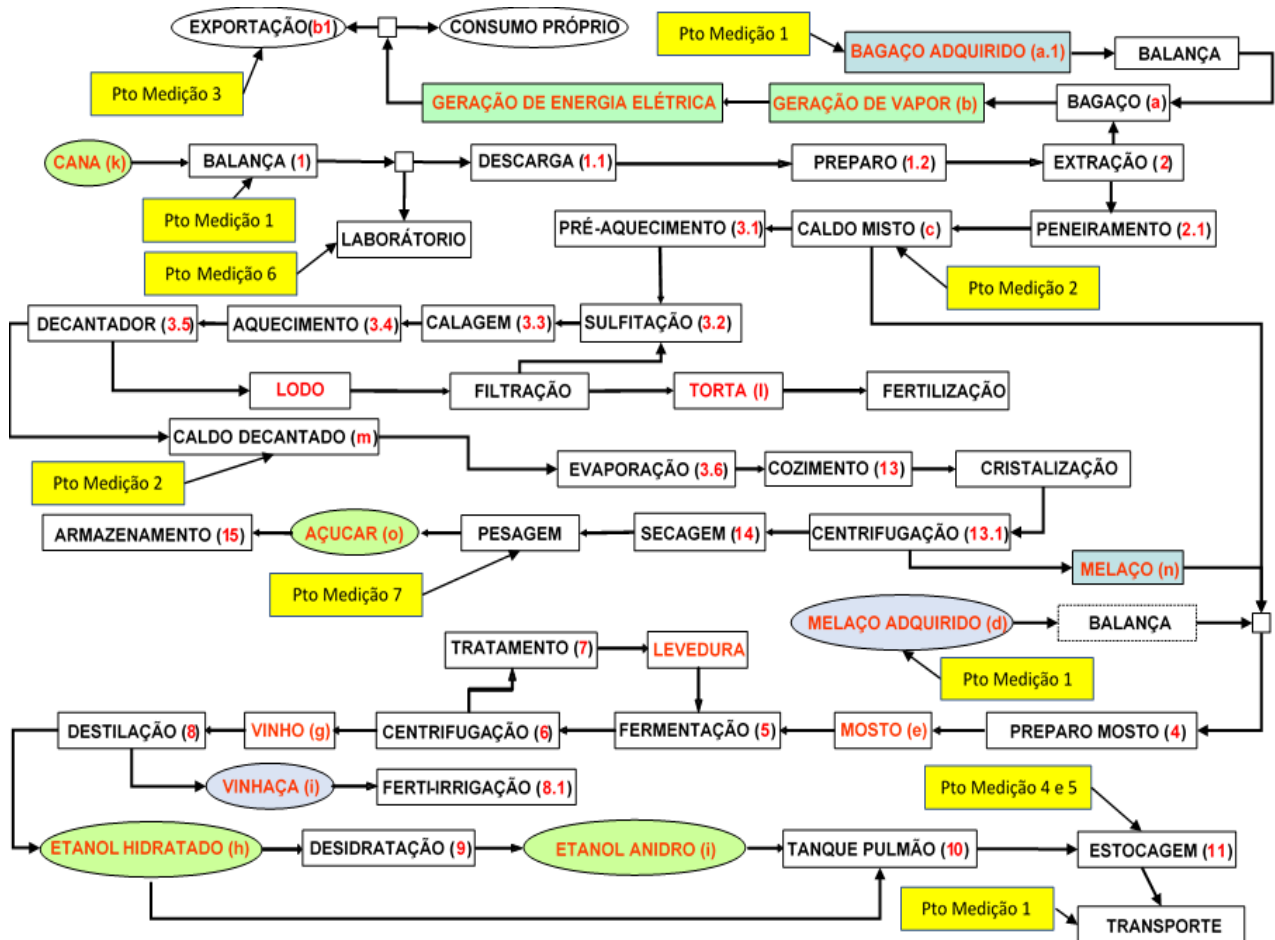 EXPORTAÇÃO(b1)
CONSUMO PRÓPRIO
Pto Medição 1
BAGAÇO ADQUIRIDO (a.1)
BALANÇA
Pto Medição 3
GERAÇÃO DE ENERGIA ELÉTRICA
GERAÇÃO DE VAPOR (b)
BAGAÇO (a)
CANA (k)
BALANÇA (1)
DESCARGA (1.1)
PREPARO (1.2)
EXTRAÇÃO (2)
Pto Medição 1
LABORÁTORIO
PRÉ-AQUECIMENTO (3.1)
CALDO MISTO (c)
PENEIRAMENTO (2.1)
Pto Medição 6
Pto Medição 2
DECANTADOR (3.5)
AQUECIMENTO (3.4)
CALAGEM (3.3)
SULFITAÇÃO (3.2)
LODO
FILTRAÇÃO
TORTA (l)
FERTILIZAÇÃO
CALDO DECANTADO (m)
Pto Medição 2
EVAPORAÇÃO (3.6)
COZIMENTO (13)
CRISTALIZAÇÃO
ARMAZENAMENTO (15)
AÇUCAR (o)
PESAGEM
SECAGEM (14)
CENTRIFUGAÇÃO (13.1)
Pto Medição 7
MELAÇO (n)
MELAÇO ADQUIRIDO (d)
BALANÇA
TRATAMENTO (7)
LEVEDURA
Pto Medição 1
DESTILAÇÃO (8)
VINHO (g)
CENTRIFUGAÇÃO (6)
FERMENTAÇÃO (5)
MOSTO (e)
PREPARO MOSTO (4)
VINHAÇA (i)
FERTI-IRRIGAÇÃO (8.1)
Pto Medição 4 e 5
ETANOL HIDRATADO (h)
DESIDRATAÇÃO (9)
ETANOL ANIDRO (i)
TANQUE PULMÃO (10)
ESTOCAGEM (11)
Pto Medição 1
TRANSPORTE